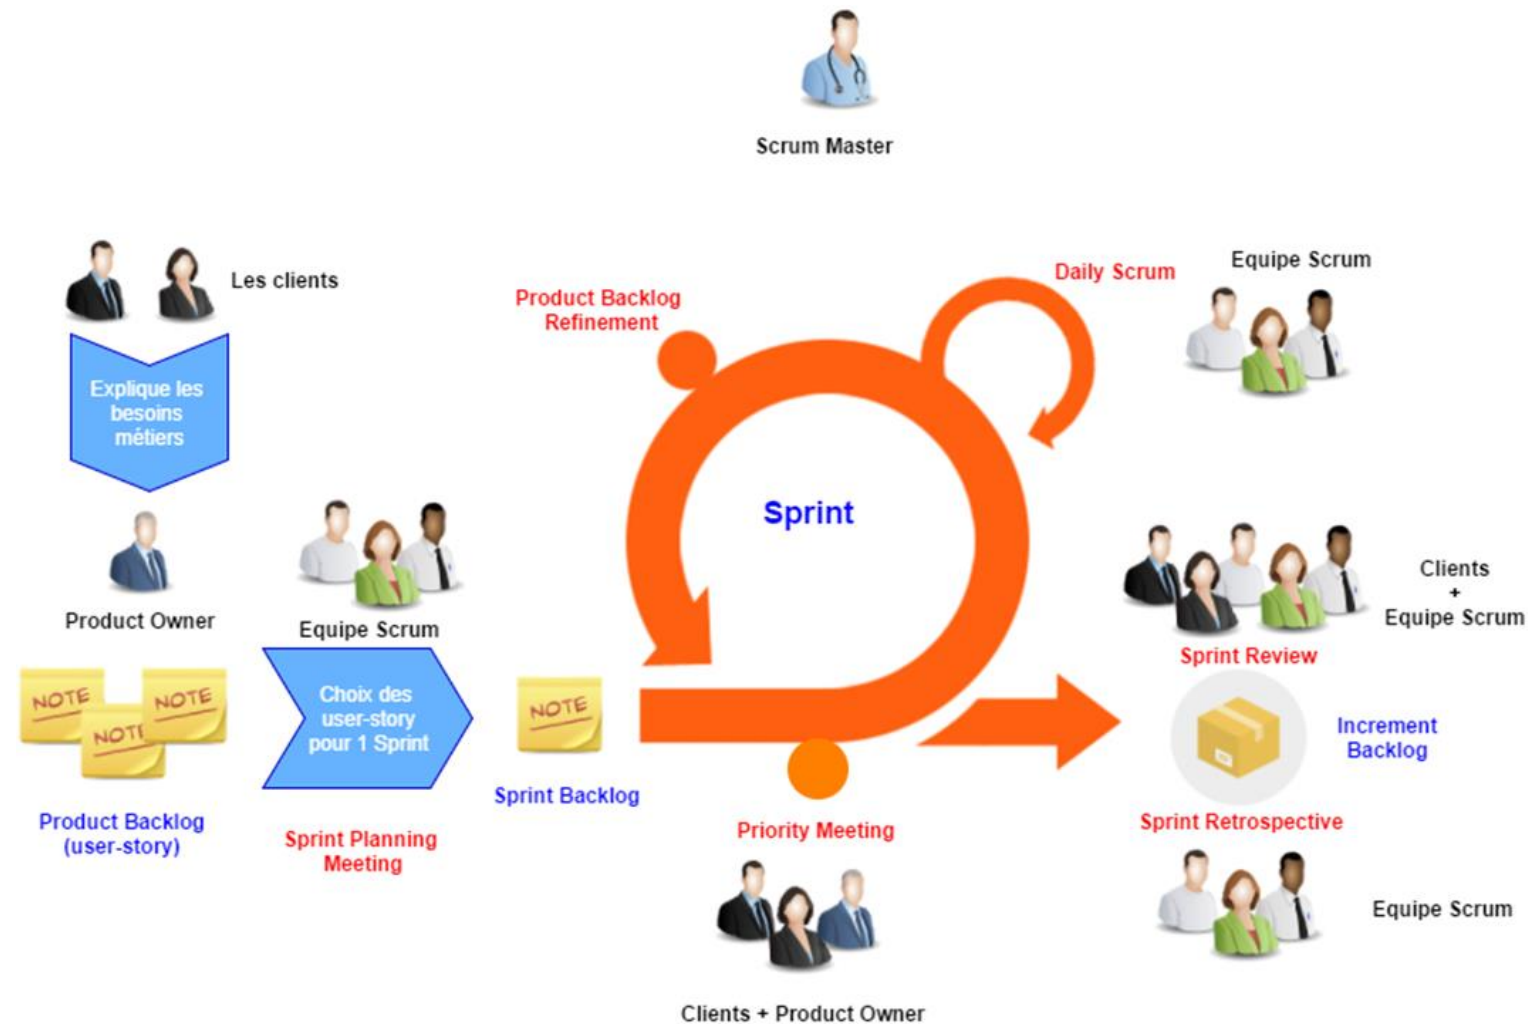 Scrum Master
Les clients
Explique les
besoins
métiers
Product Owner
Equipe Scrum
NOTE
NOTE
NOTE
Product Backlog
(user-story)
Choix des
user-story
pour 1 Sprint
Sprint Planning
Meeting
NOTE
Sprint Backlog
Product Backlog
Refinement
Sprint
Daily Scrum
Equipe Scrum
Priority Meeting
Clients + Product Owner
Clients
+
Equipe Scrum
Sprint Review
Increment
Backlog
Sprint Retrospective
Equipe Scrum